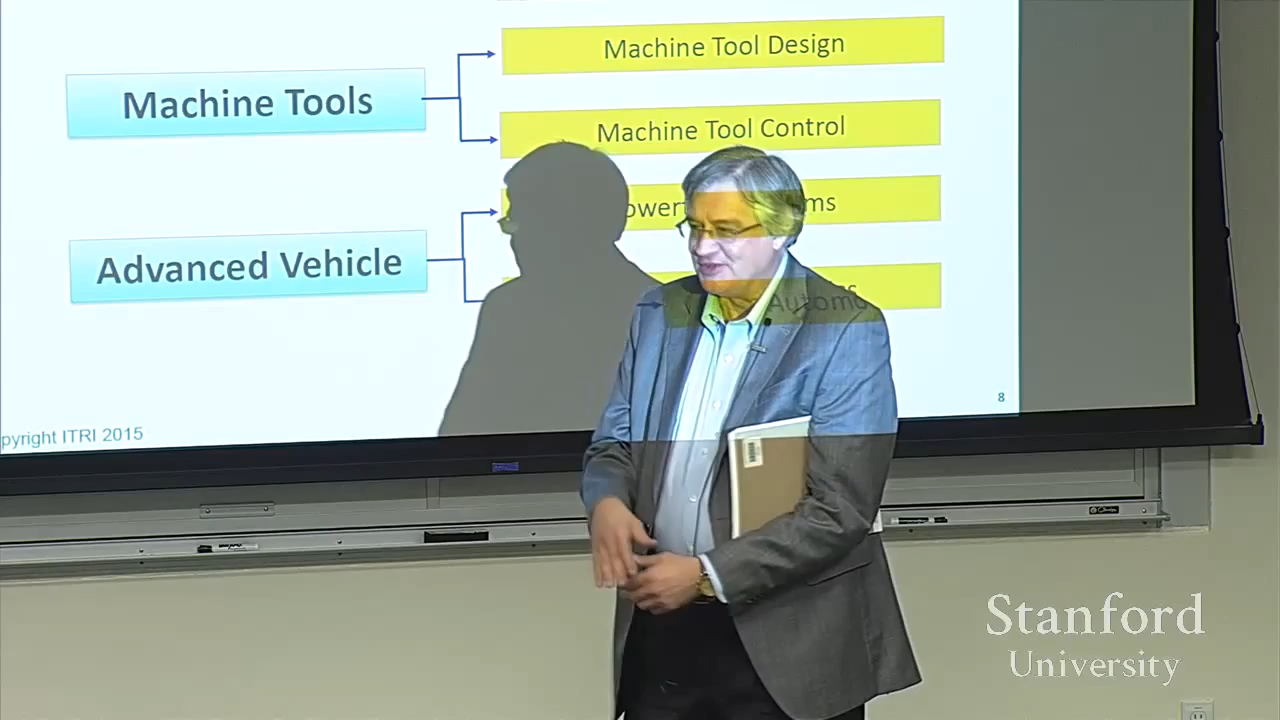 Machine Tool Design
Machine Tools
Machine Tool Control
Advanced Vehicle
8
pyright ITRI 2015
Stanford
University